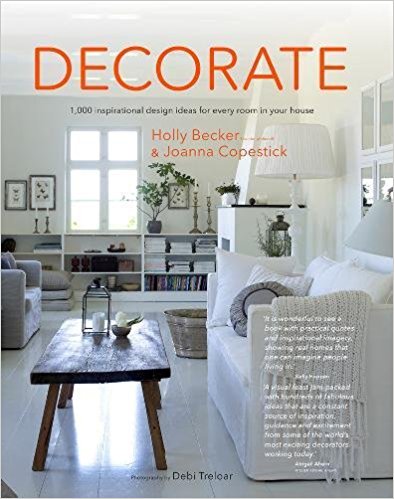 DECORATE
1,000 inspirational design ideas for every room in your house
Holly Becker
& Joanna Copestick
'It is wonderful to see a
book with practical quotes
and inspirational imagery,
showing real homes that
one can imagine people
living in.'
'A visual feast jam packed
with hundreds of fabulous
ideas that are a constant
source of inspiration,
guidance and excitement
from some of the world's
most exciting decorators
working today.'
Abigail Ahern
Photography by Debi Treloar